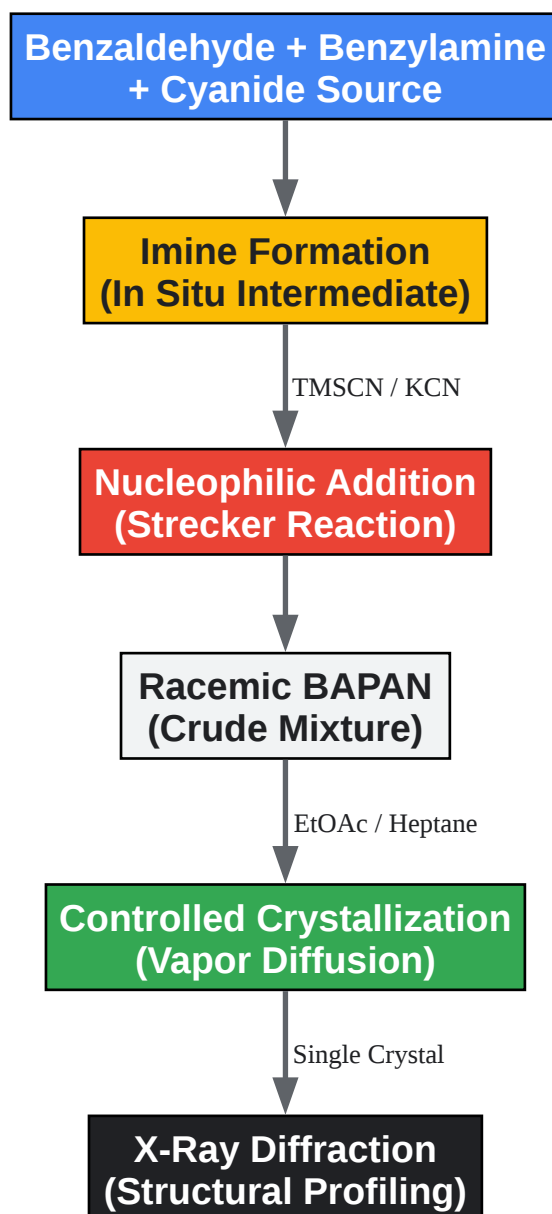 Benzaldehyde + Benzylamine
+ Cyanide Source
Imine Formation
(In Situ Intermediate)
TMSCN / KCN
Nucleophilic Addition
(Strecker Reaction)
Racemic BAPAN
(Crude Mixture)
EtOAc / Heptane
Controlled Crystallization
(Vapor Diffusion)
Single Crystal
X-Ray Diffraction
(Structural Profiling)